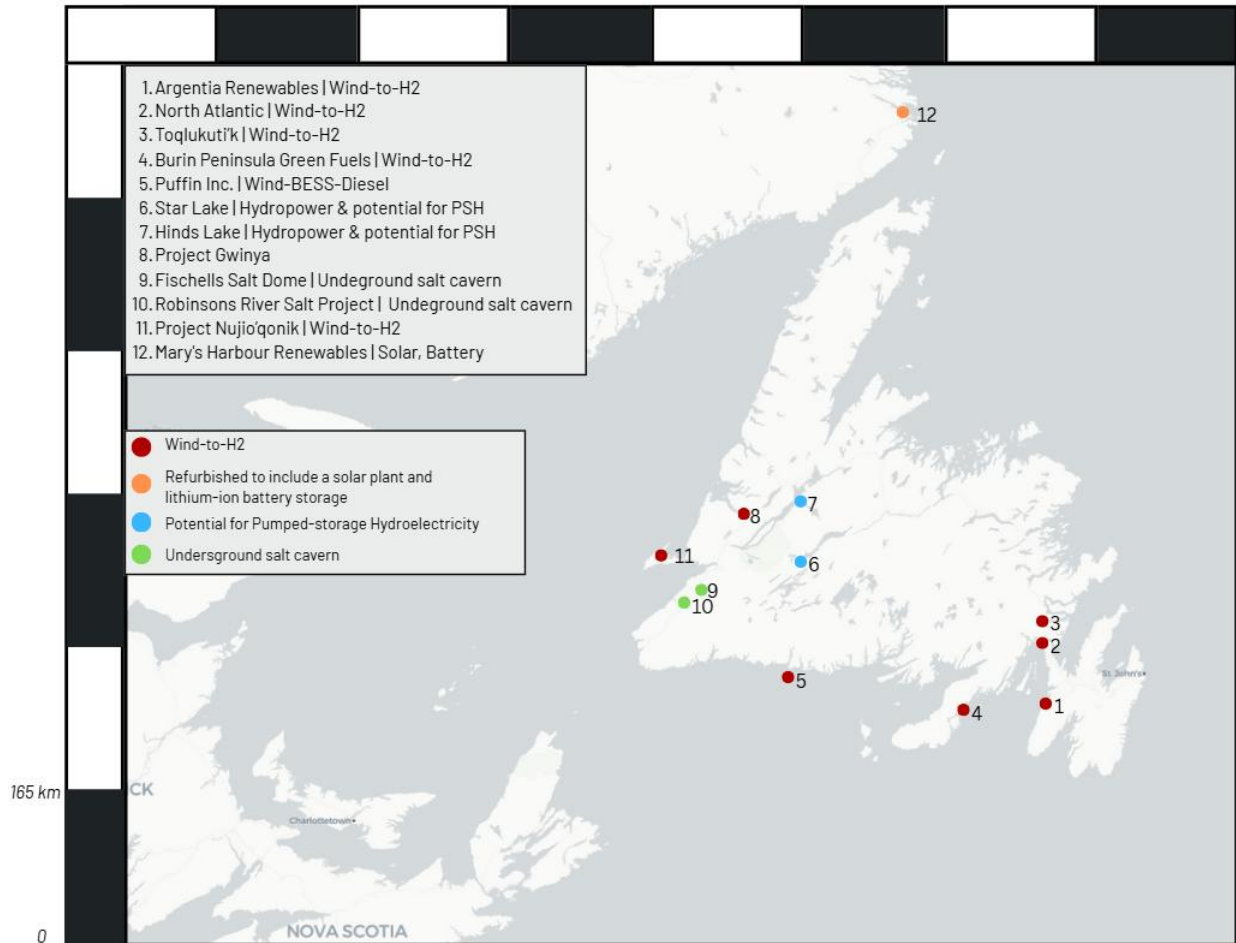 1. Argentia Renewables | Wind-to-H2
2. North Atlantic | Wind-to-H2
3. Toqlukuti'k | Wind-to-H2
4. Burin Peninsula Green Fuels | Wind-to-H2
5. Puffin Inc. | Wind-BESS-Diesel
6. Star Lake | Hydropower & potential for PSH
7. Hinds Lake | Hydropower & potential for PSH
8. Project Gwinya
9. Fischells Salt Dome | Undeground salt cavern
10. Robinsons River Salt Project | Undeground salt cavern
11. Project Nujio'qonik | Wind-to-H2
12. Mary's Harbour Renewables | Solar, Battery
12
Wind-to-H2
Refurbished to include a solar plant and
lithium-ion battery storage
Potential for Pumped-storage Hydroelectricity
Undersground salt cavern
7
8
11
6
9
10
3
2
St. John's
5
4
1
165 km
CK
Charlottetown
NOVA SCOTIA
0